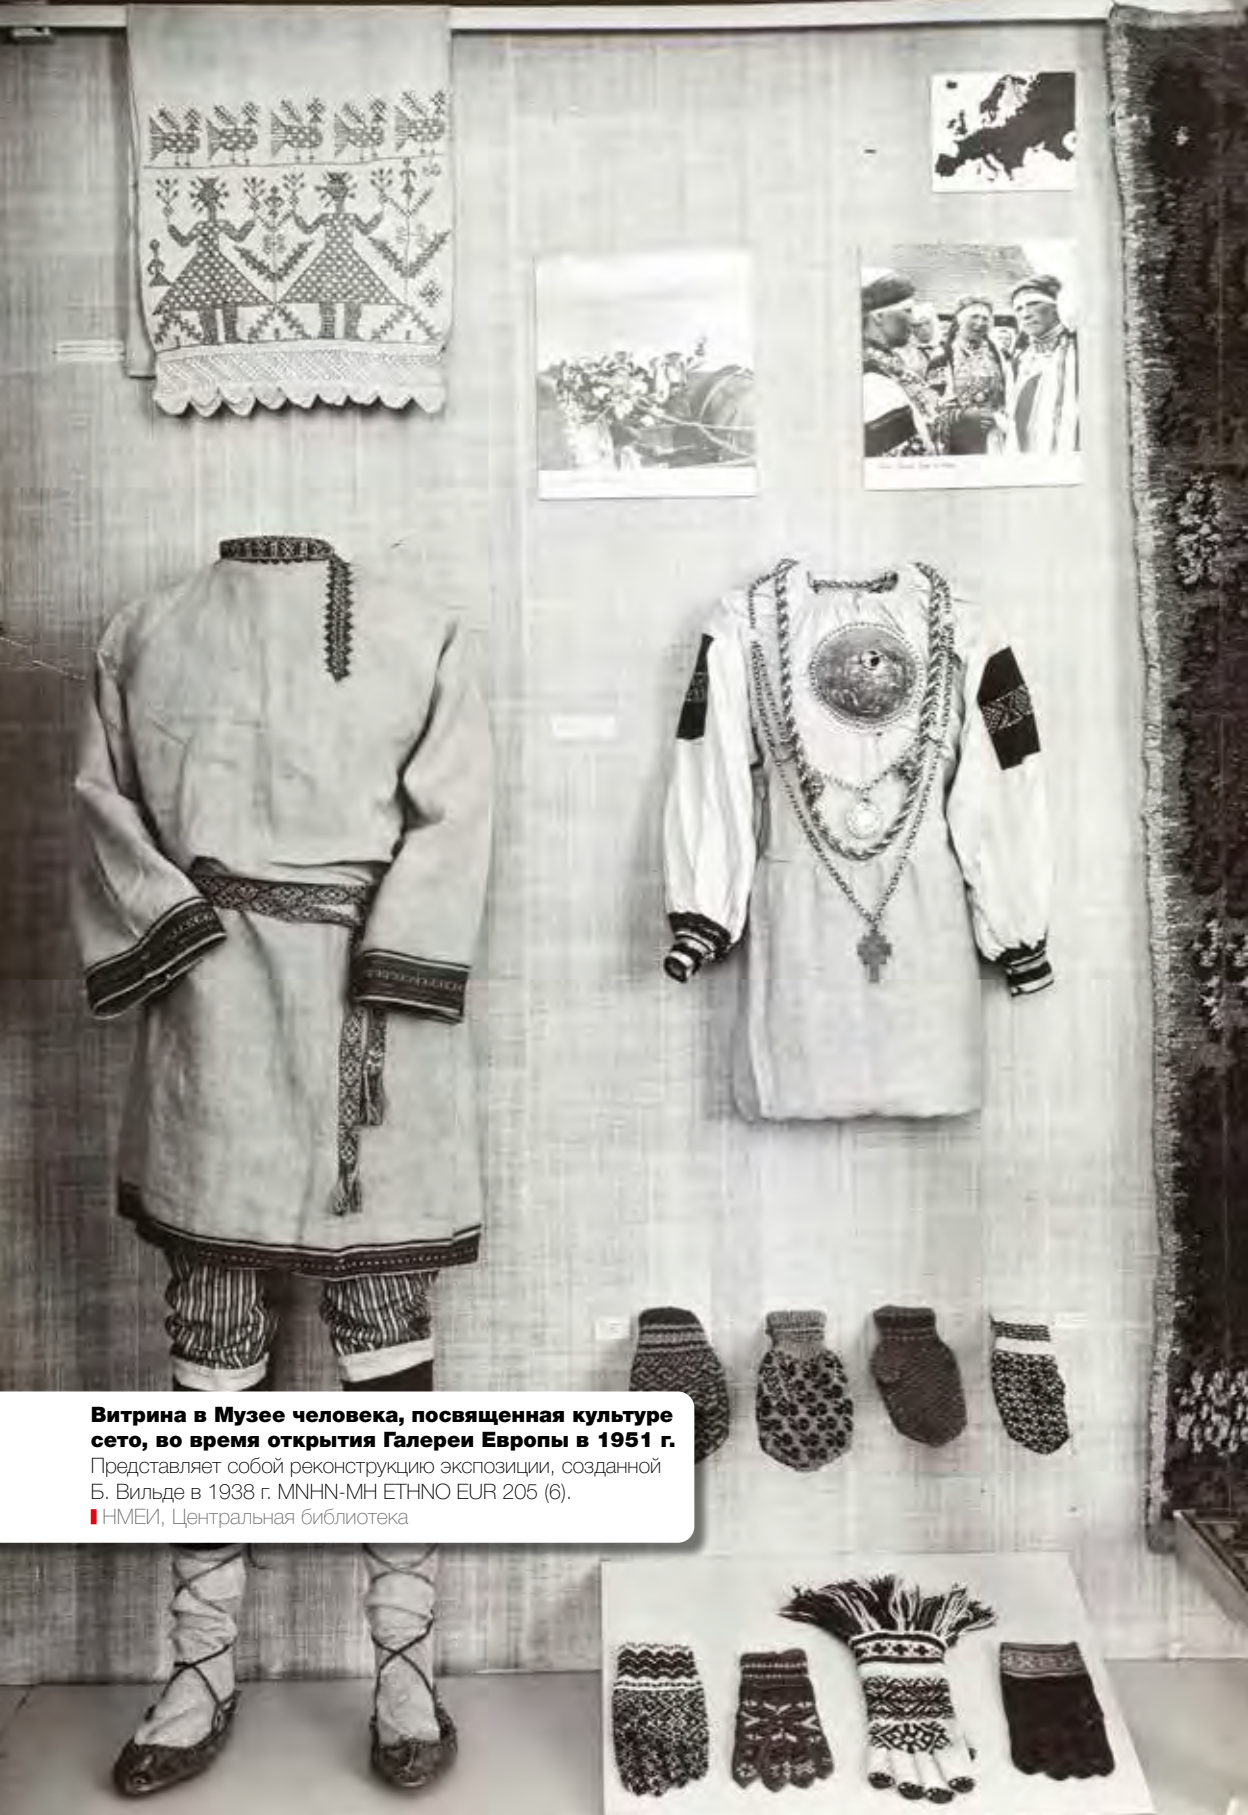 Витрина в Музее человека, посвященная культуре
сето, во время открытия Галереи Европы в 1951 г.
Представляет собой реконструкцию экспозиции, созданной
Б. Вильде в 1938 г. MNHN-MH ETHNO EUR 205 (6).
НМЕИ, Центральная библиотека